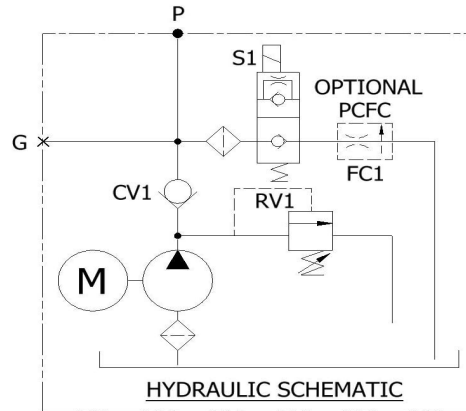 P
S1
OPTIONAL
PCFC
G
FC1
CV1
RV1
M
HYDRAULIC SCHEMATIC